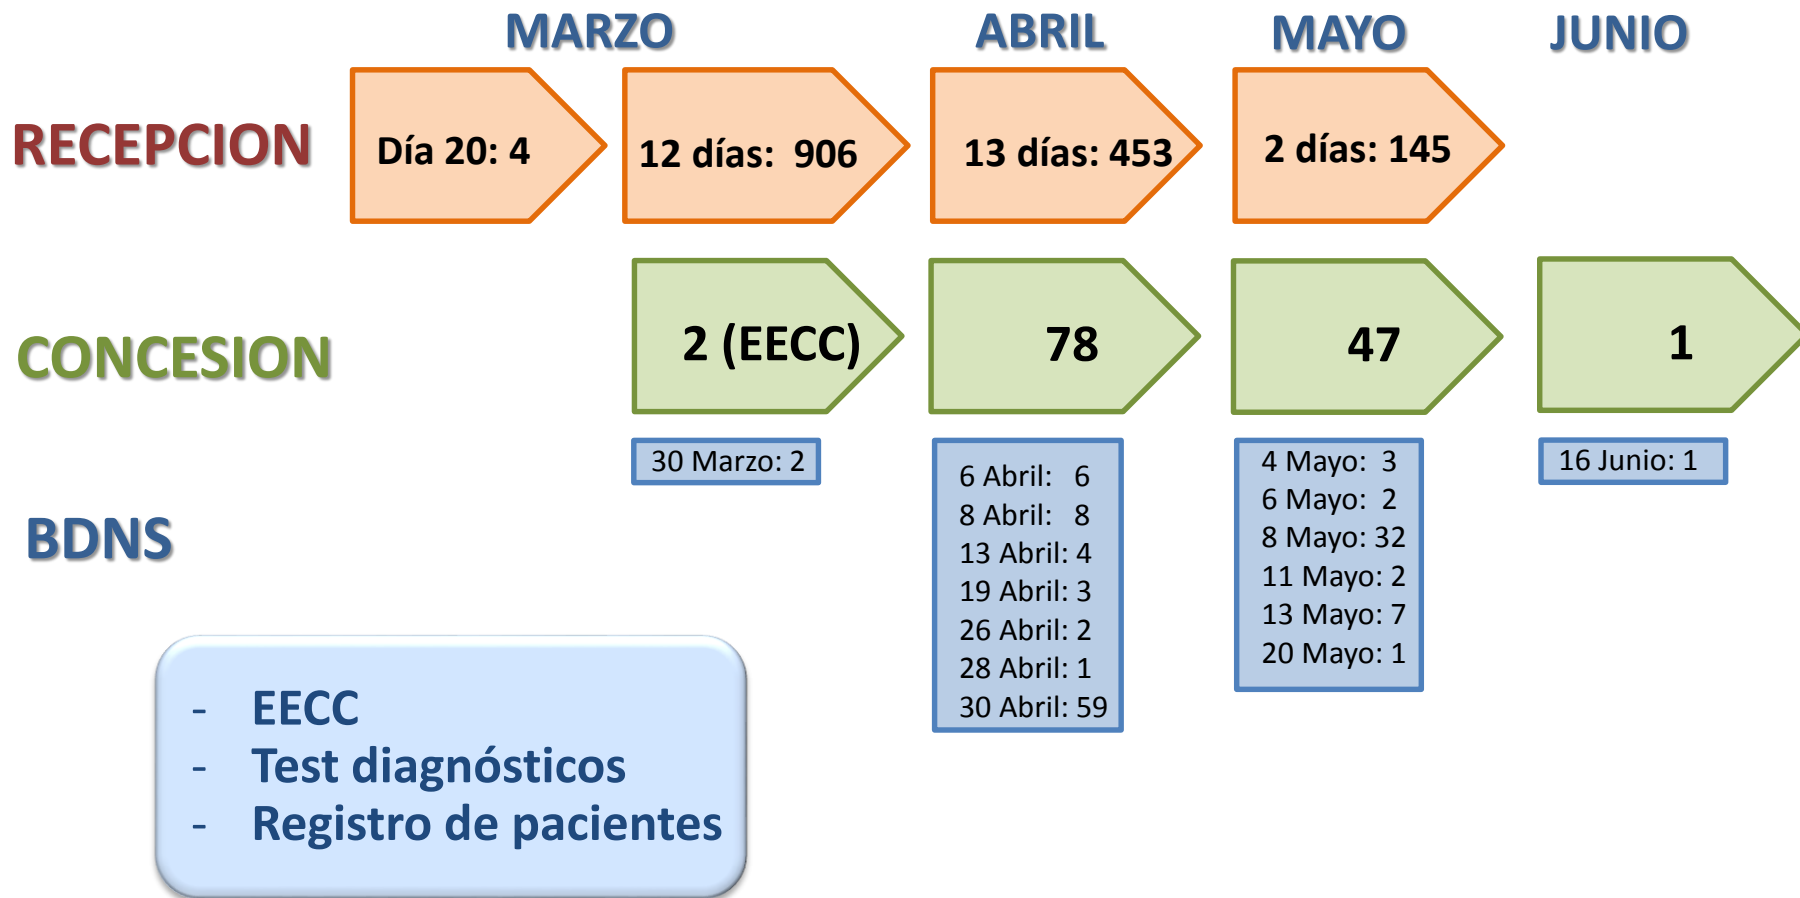 MARZO ABRIL MAYO JUNIO
RECEPCION
Día 20: 4
12 días: 906
13 días: 453
2 días: 145
CONCESION
2 (EECC)
78
47
1
BDNS
30 Marzo: 2
6 Abril: 6
8 Abril: 8
13 Abril: 4
19 Abril: 3
26 Abril: 2
28 Abril: 1
30 Abril: 59
4 Mayo: 3
6 Mayo: 2
8 Mayo: 32
11 Mayo: 2
13 Mayo: 7
20 Mayo: 1
16 Junio: 1
- EECC
- Test diagnósticos
- Registro de pacientes